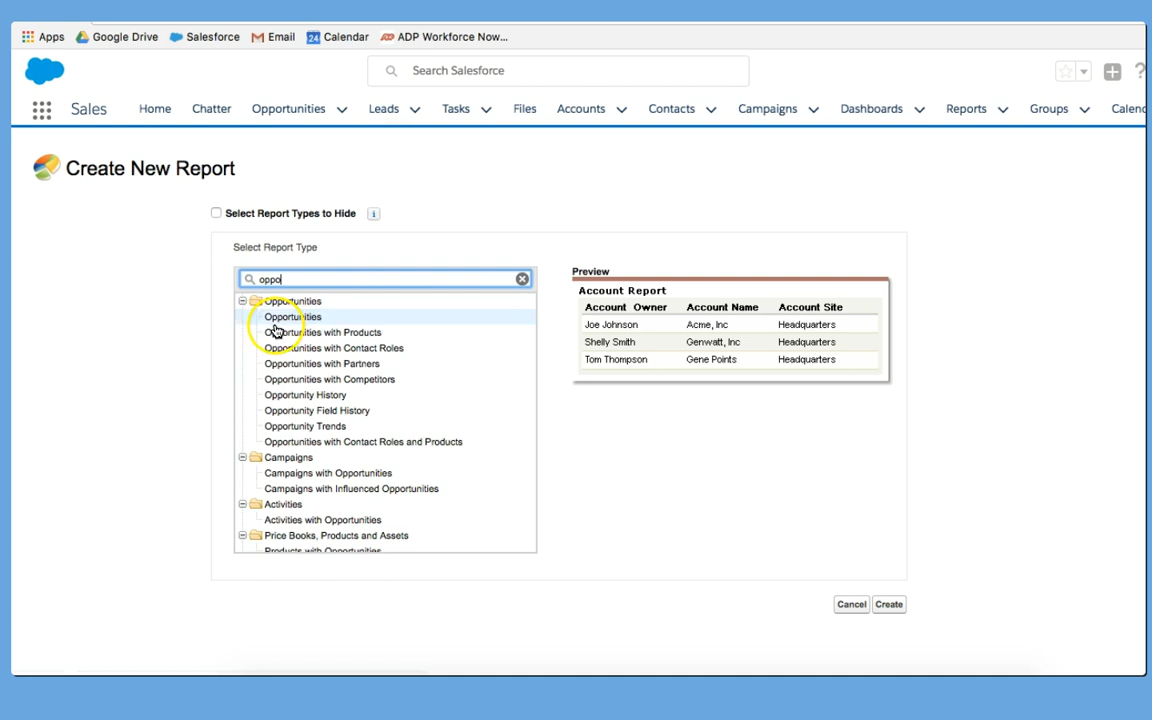 Apps Google Drive Salesforce Email 24 Calendar ADP Workforce Now...
Search Salesforce
Sales Home Chatter Opportunities Leads Tasks Files Accounts Contacts Campaigns Dashboards Reports Groups Calend
Create New Report
Select Report Types to Hide i
Select Report Type
oppo
Opportunities
Opportunities
Opportunities with Products
Opportunities with Contact Roles
Opportunities with Partners
Opportunities with Competitors
Opportunity History
Opportunity Field History
Opportunity Trends
Opportunities with Contact Roles and Products
Campaigns
Campaigns with Opportunities
Campaigns with Influenced Opportunities
Activities
Activities with Opportunities
Price Books, Products and Assets
Products with Opportunities
Preview
Account Report
Account Owner Account Name Account Site
Joe Johnson Acme, Inc Headquarters
Shelly Smith Genwatt, Inc Headquarters
Tom Thompson Gene Points Headquarters
Cancel Create